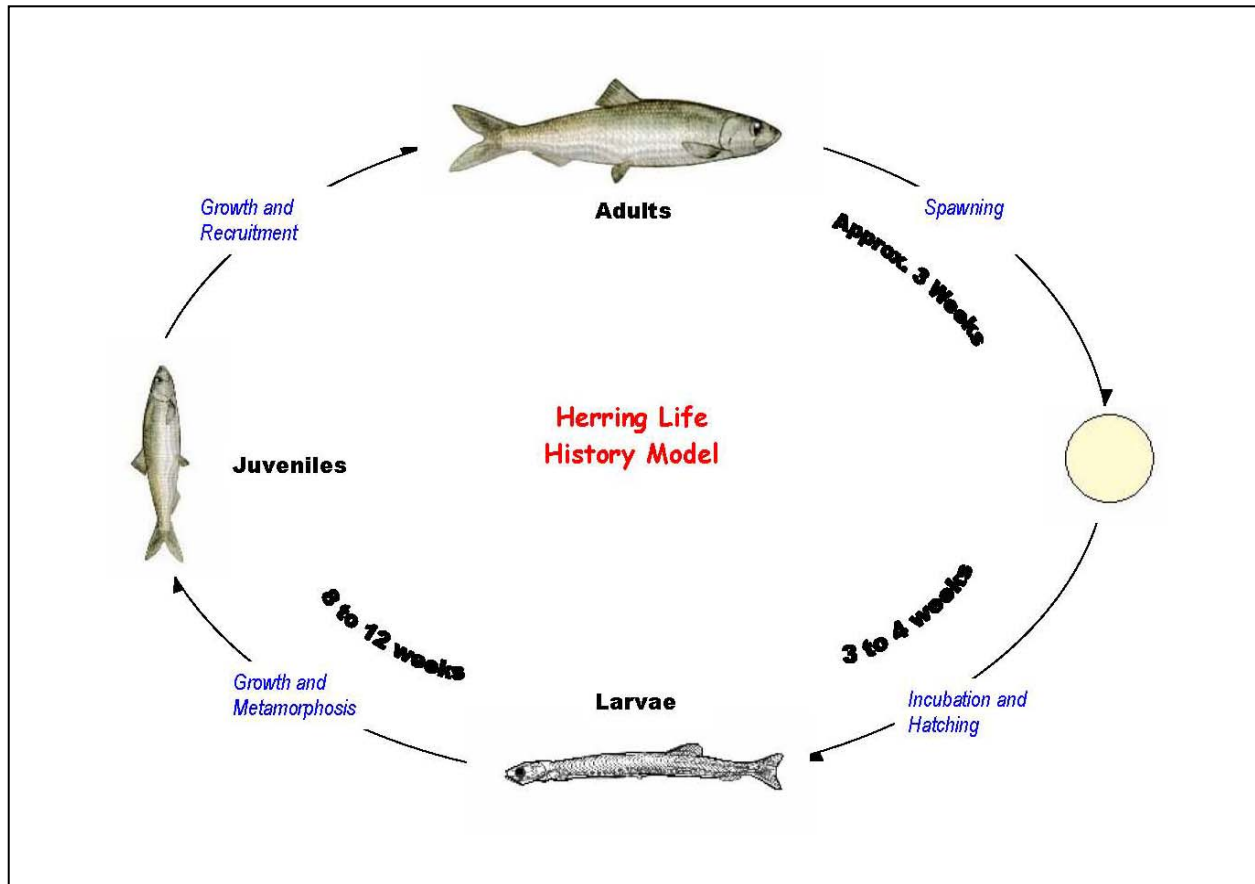 Adults
Spawning
Approx. 3 Weeks
Growth and
Recruitment
Herring Life
History Model
Juveniles
8 to 12 weeks
3 to 4 weeks
Growth and
Metamorphosis
Larvae
Incubation and
Hatching